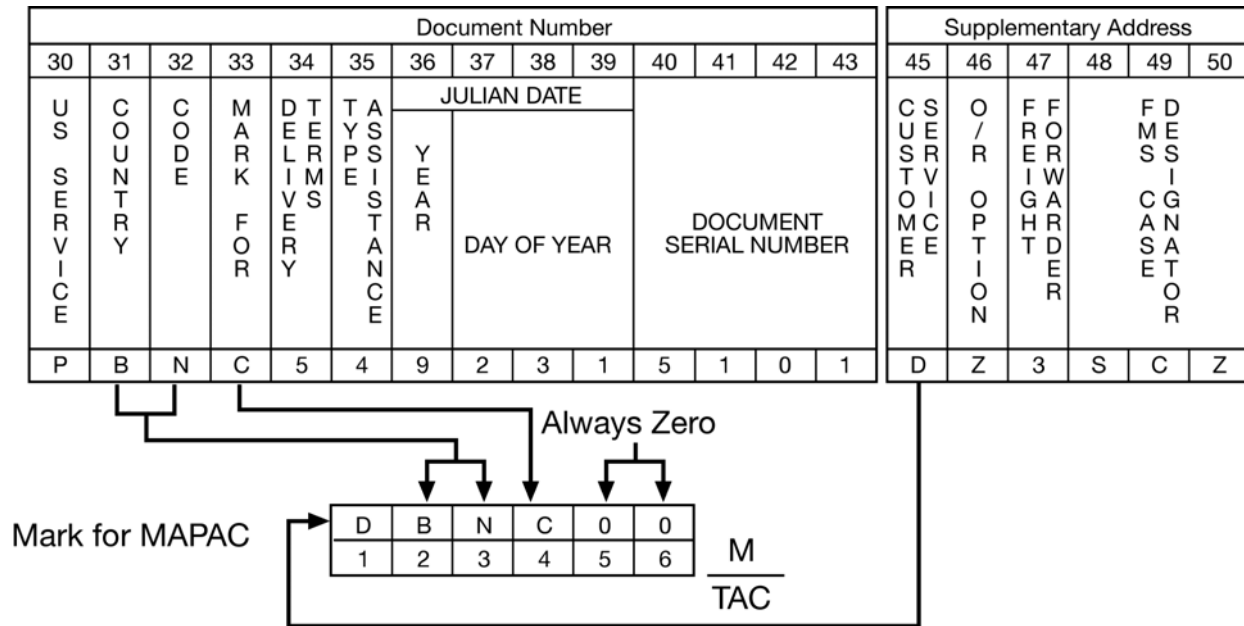 Document Number Supplementary Address
30 31 32 33 34 35 36 37 38 39 40 41 42 43 45 46 47 48 49 50
US SERVICE
COUNTRY
CODE
MARK FOR
DELIVERY TERMS
TYPE ASSISTANCE
JULIAN DATE
YEAR
DAY OF YEAR
DOCUMENT
SERIAL NUMBER
CUSTOMER SERVICE
O/R OPTION
FREIGHT FORWARDER
FMS CASE DESIGNATOR
P B N C 5 4 9 2 3 1 5 1 0 1 D Z 3 S C Z
Always Zero
Mark for MAPAC
D B N C 0 0
1 2 3 4 5 6
M
TAC